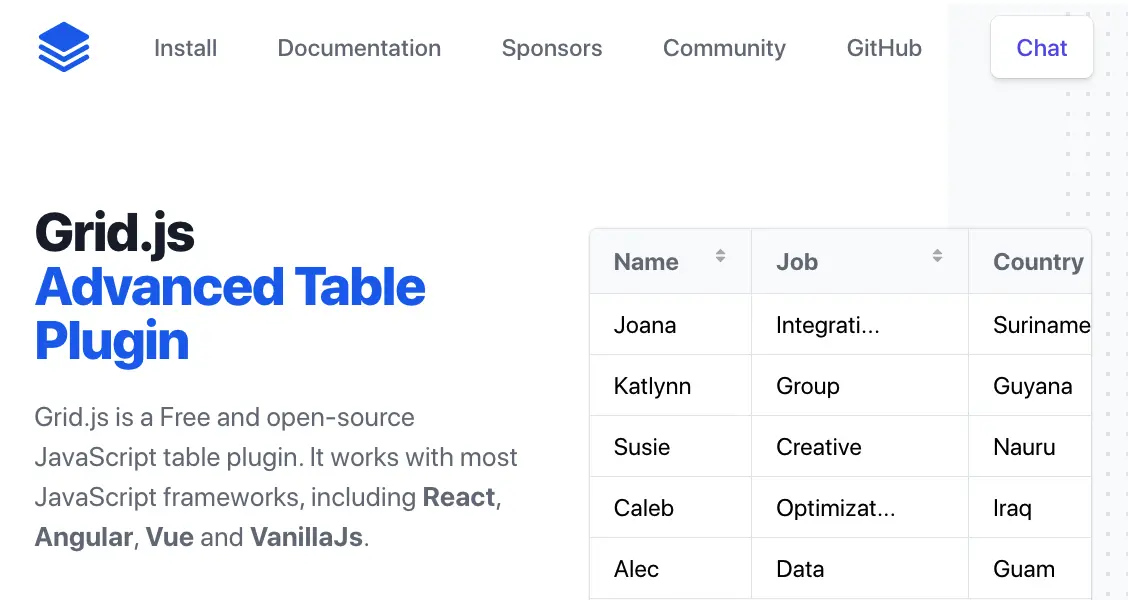 Install Documentation Sponsors Community GitHub Chat
Grid.js
Advanced Table
Plugin
Grid.js is a Free and open-source
JavaScript table plugin. It works with most
JavaScript frameworks, including React,
Angular, Vue and VanillaJs.
Name Job Country
Joana Integrati... Suriname
Katlynn Group Guyana
Susie Creative Nauru
Caleb Optimizat... Iraq
Alec Data Guam